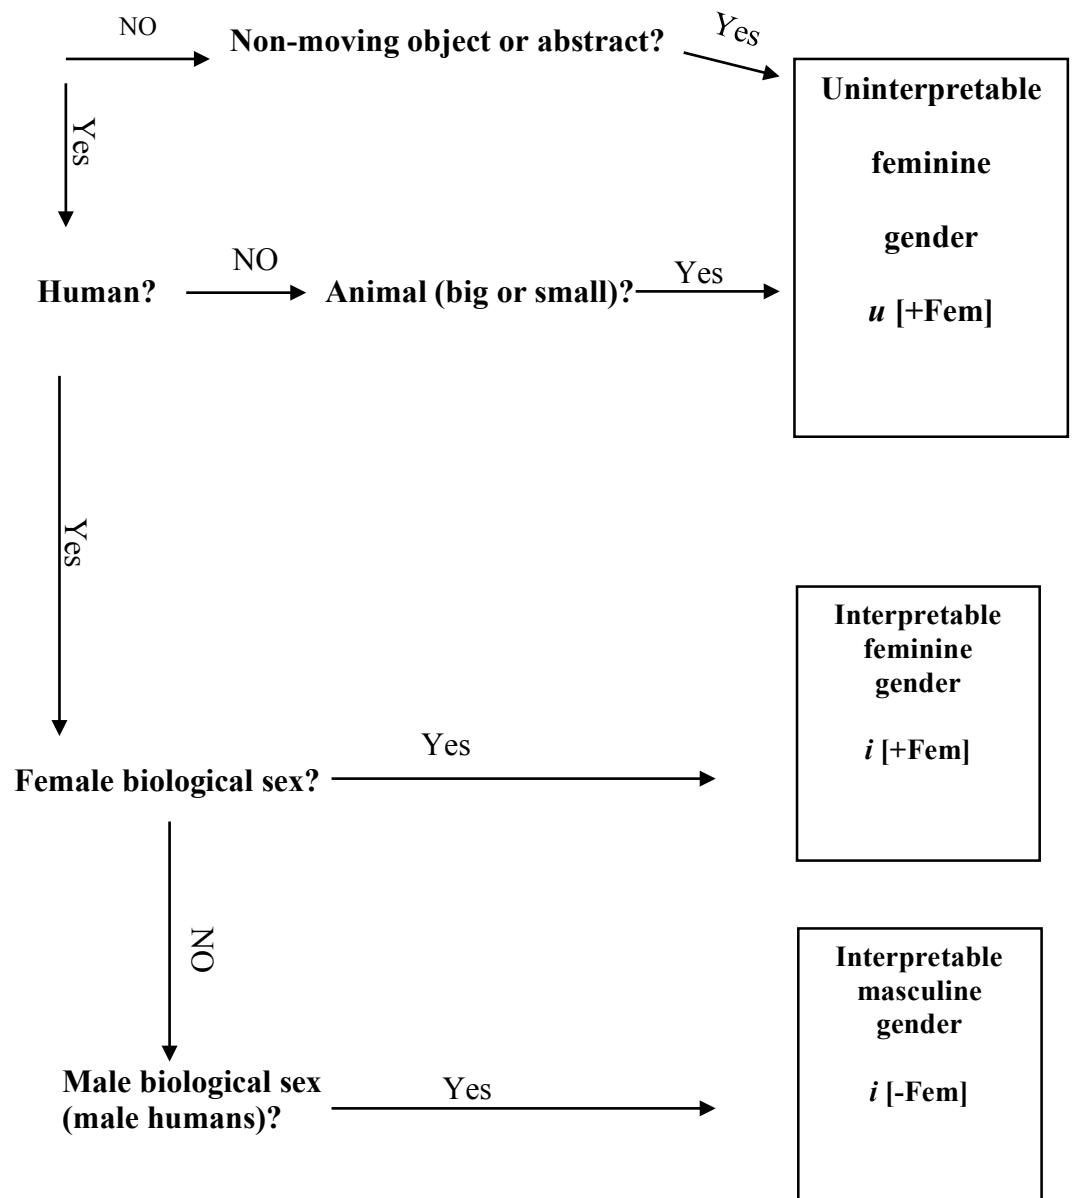 NO
Non-moving object or abstract?
Yes
Uninterpretable
feminine
gender
u [+Fem]
Yes
Human?
NO
Animal (big or small)?
Yes
Yes
Interpretable
feminine
gender
i [+Fem]
Female biological sex?
Yes
NO
Interpretable
masculine
gender
i [-Fem]
Male biological sex
(male humans)?
Yes